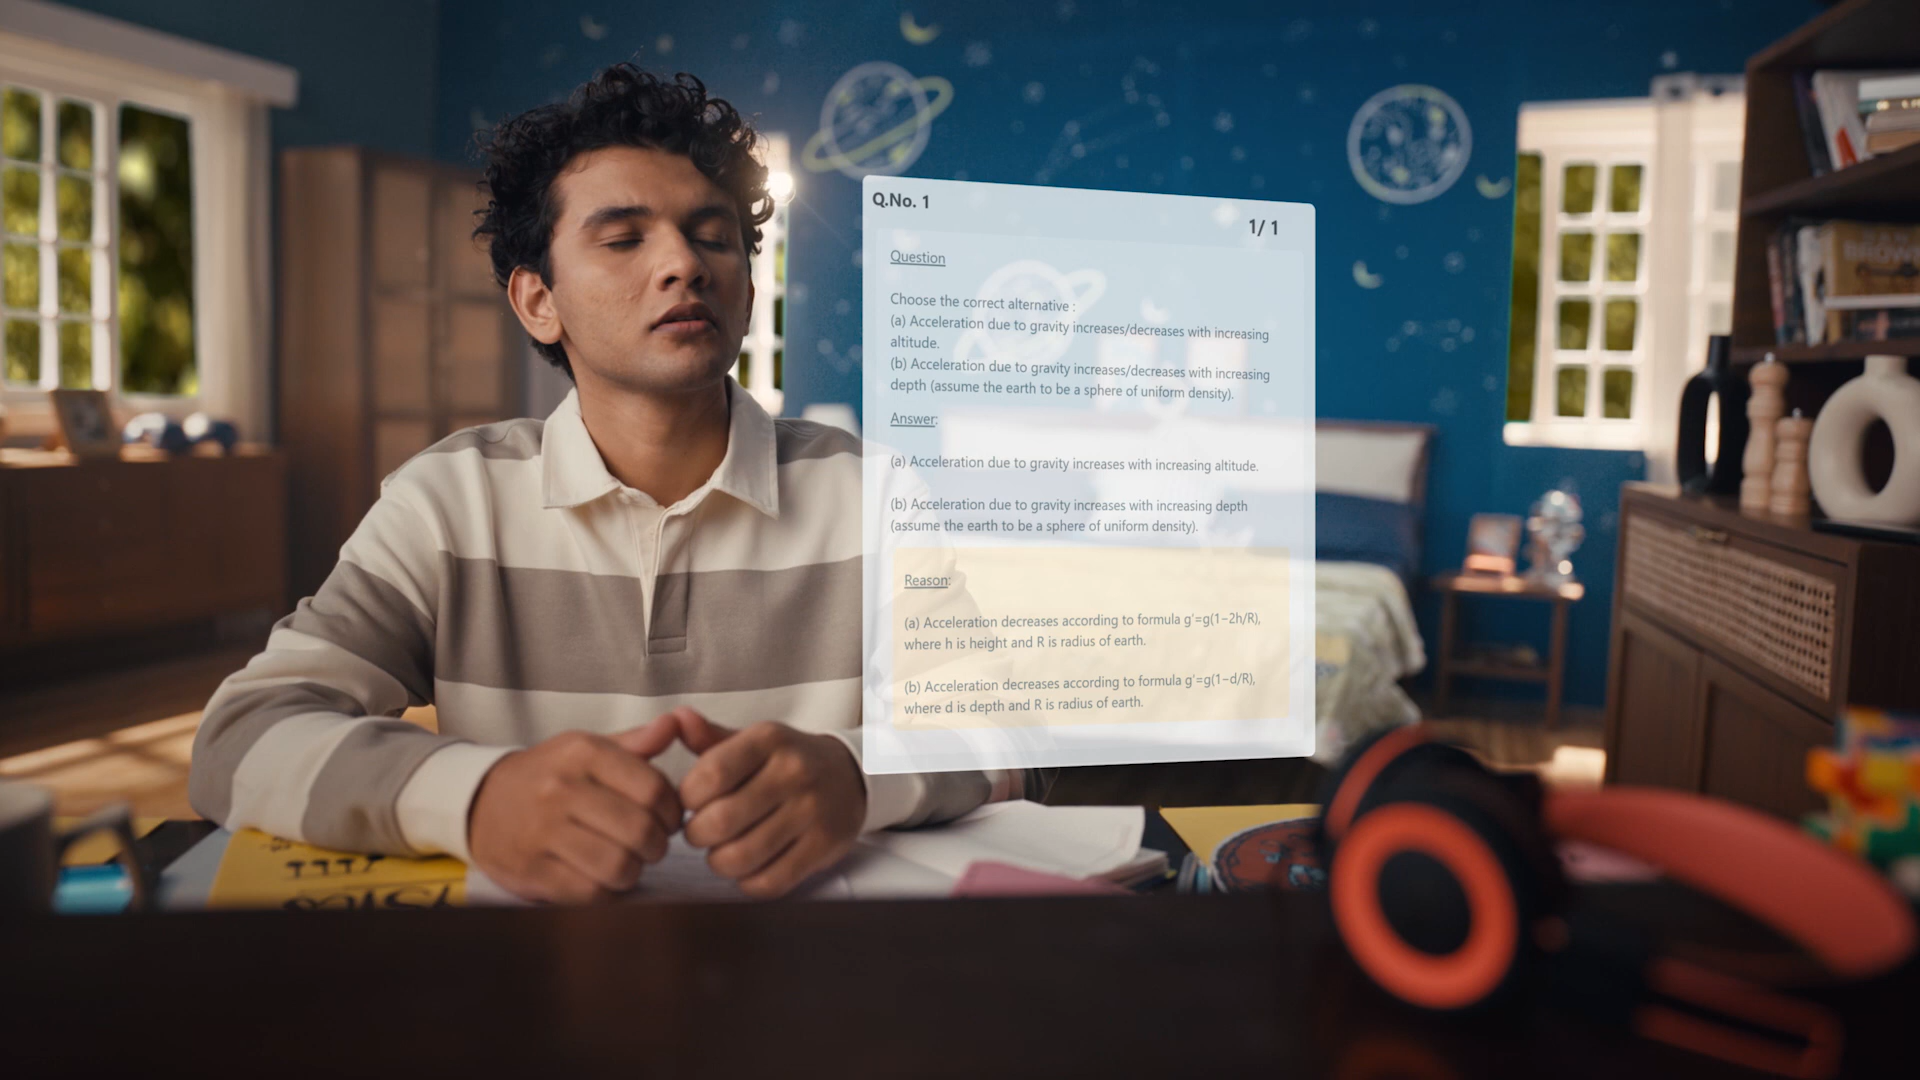 Q.No. 1
1/ 1
Question
Choose the correct alternative :
(a) Acceleration due to gravity increases/decreases with increasing
altitude.
(b) Acceleration due to gravity increases/decreases with increasing
depth (assume the earth to be a sphere of uniform density).
Answer:
(a) Acceleration due to gravity increases with increasing altitude.
(b) Acceleration due to gravity increases with increasing depth
(assume the earth to be a sphere of uniform density).
Reason:
(a) Acceleration decreases according to formula g'=g(1−2h/R),
where h is height and R is radius of earth.
(b) Acceleration decreases according to formula g'=g(1−d/R),
where d is depth and R is radius of earth.